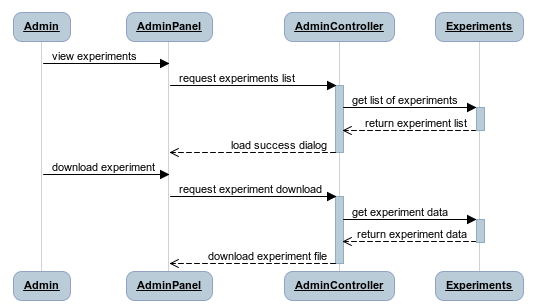 Admin AdminPanel AdminController Experiments
view experiments
request experiments list
get list of experiments
return experiment list
load success dialog
download experiment
request experiment download
get experiment data
return experiment data
download experiment file
Admin AdminPanel AdminController Experiments